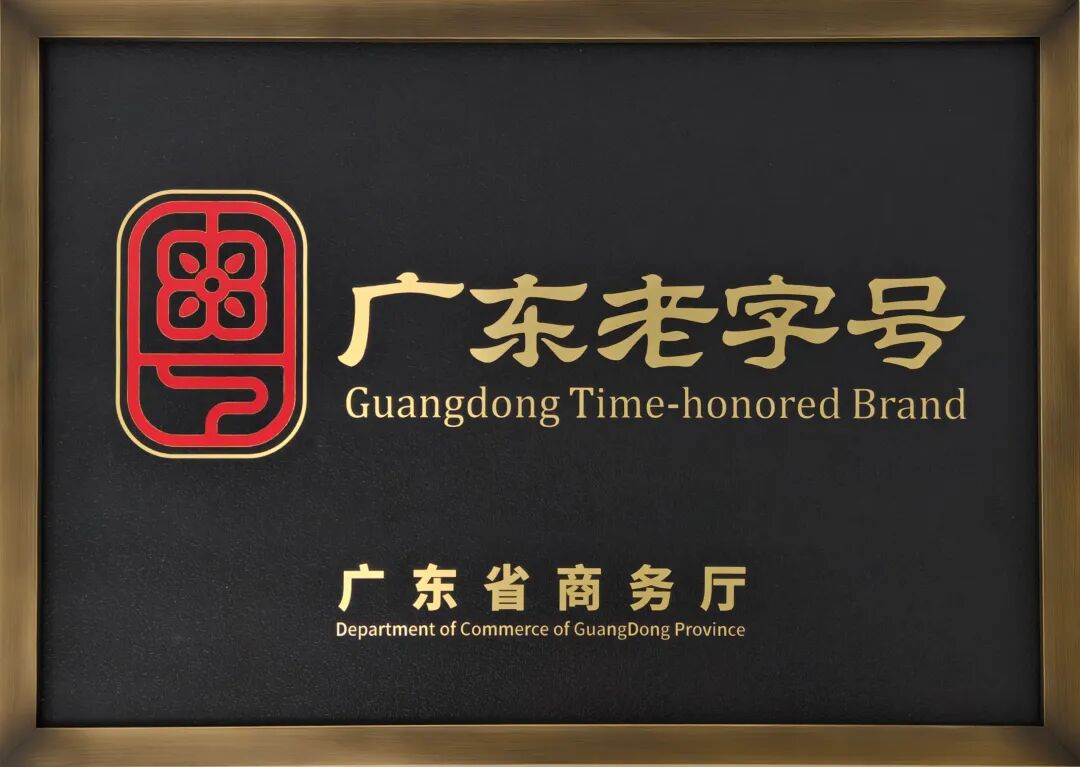 广东老字号
Guangdong Time-honored Brand
广东省商务厅
Department of Commerce of GuangDong Province